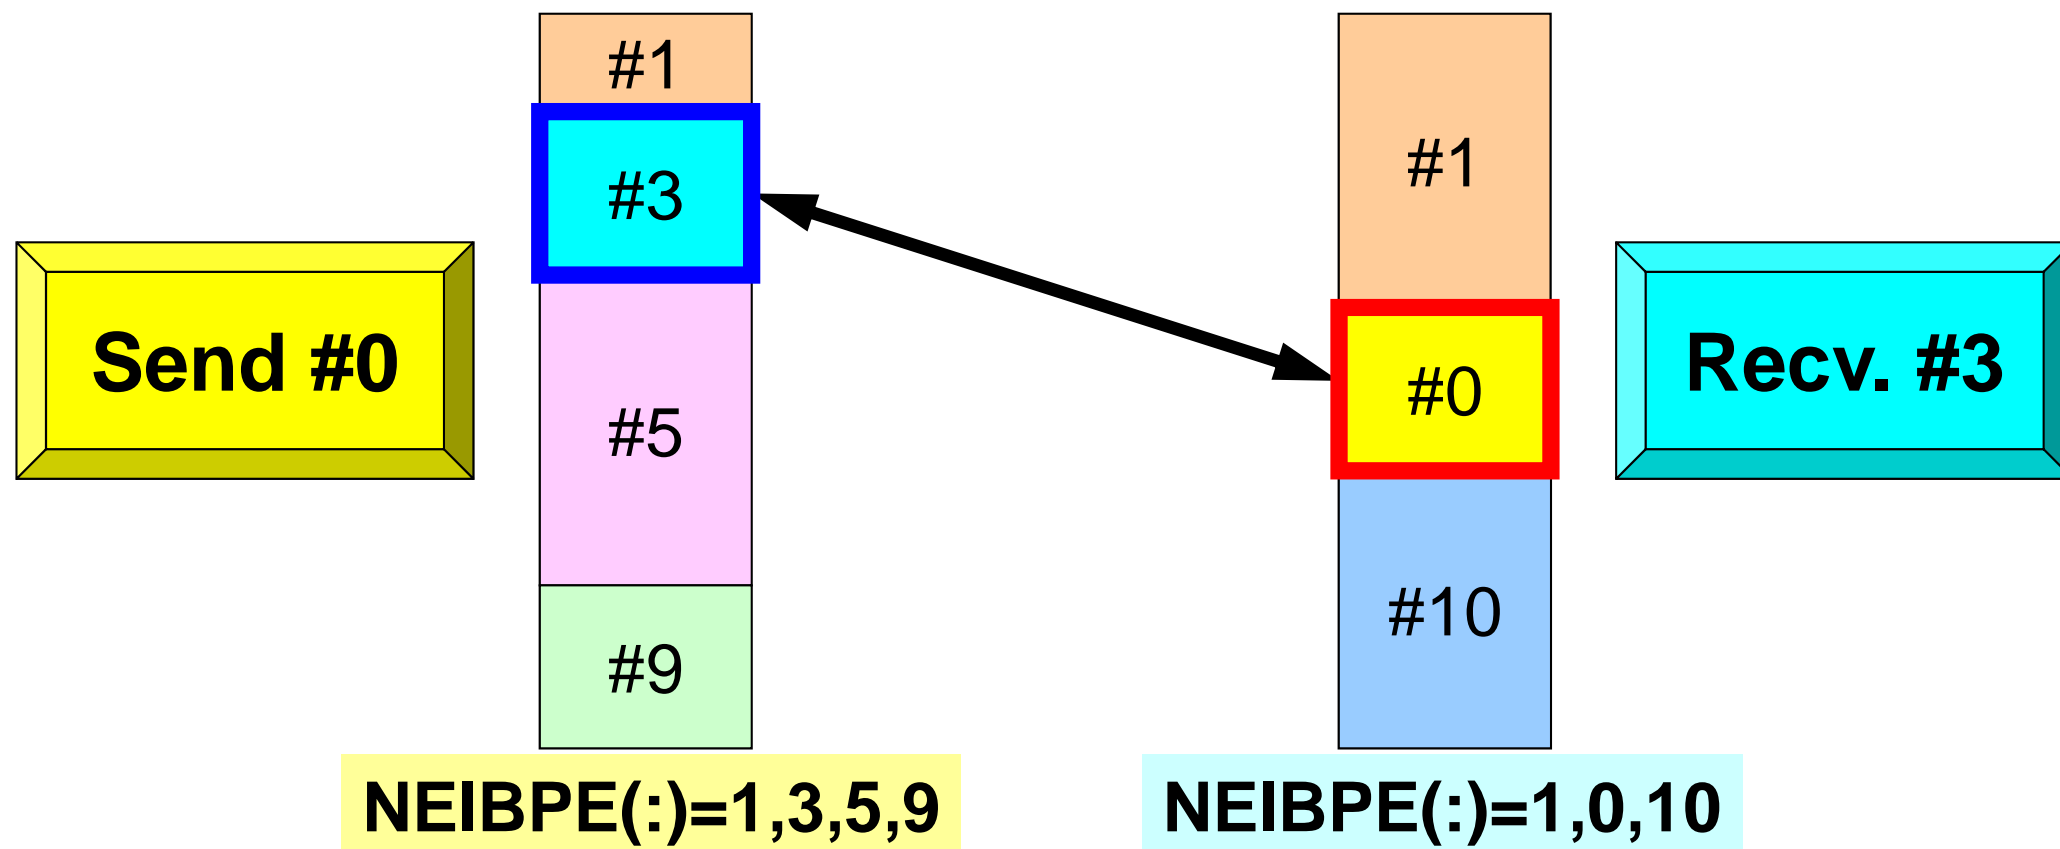 #1
#3
#5
#9
Send #0
NEIBPE(:)=1,3,5,9
#1
#0
#10
Recv. #3
NEIBPE(:)=1,0,10